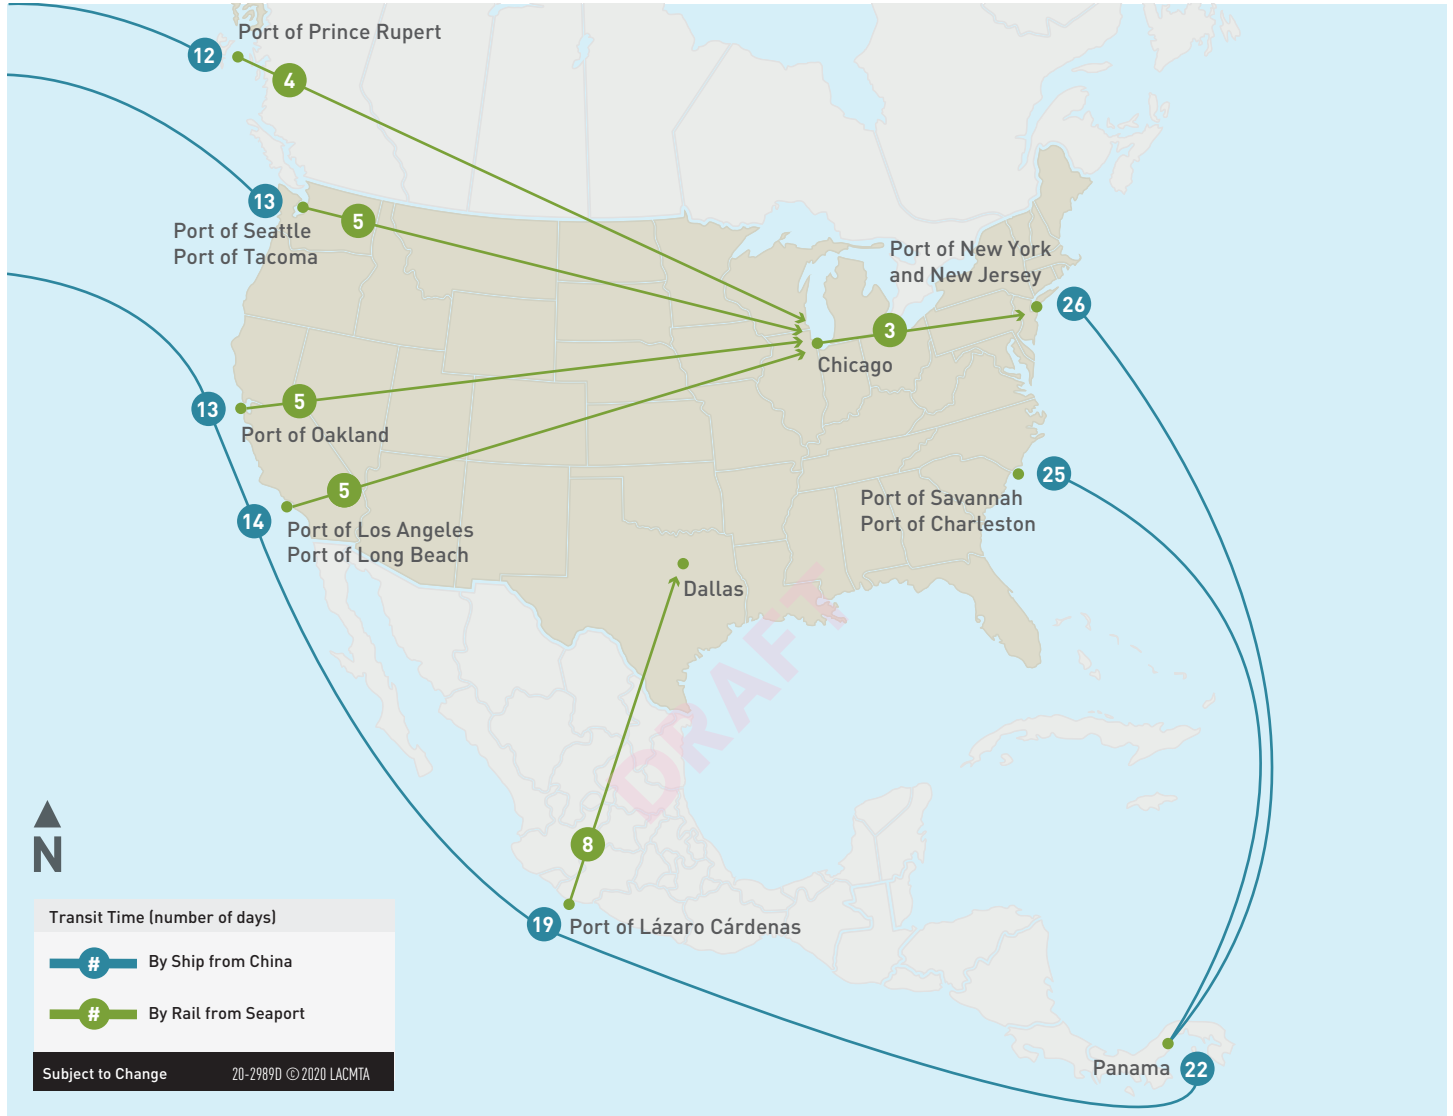 Port of Prince Rupert
12
4
13
5
Port of Seattle
Port of Tacoma
Port of New York
and New Jersey
26
3
Chicago
13
5
Port of Oakland
5
14
Port of Los Angeles
Port of Long Beach
25
Port of Savannah
Port of Charleston
Dallas
DRAFT
8
19
Port of Lázaro Cárdenas
Panama
22
N
Transit Time (number of days)
# By Ship from China
# By Rail from Seaport
Subject to Change 20-2989D ©2020 LACMTA